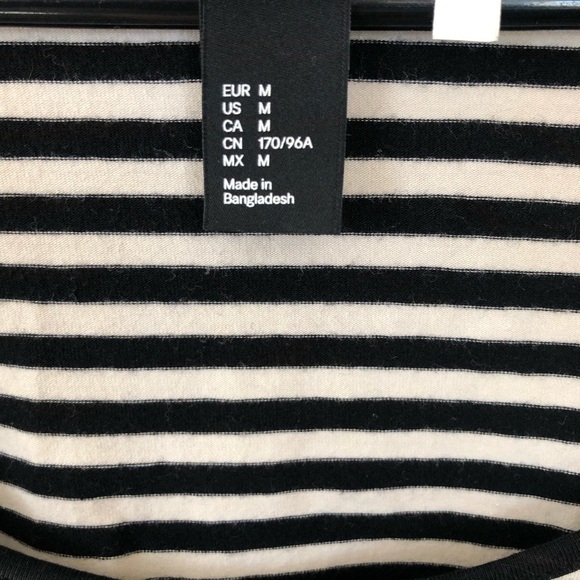 EUR M
US M
CA M
CN 170/96A
MX M
Made in
Bangladesh